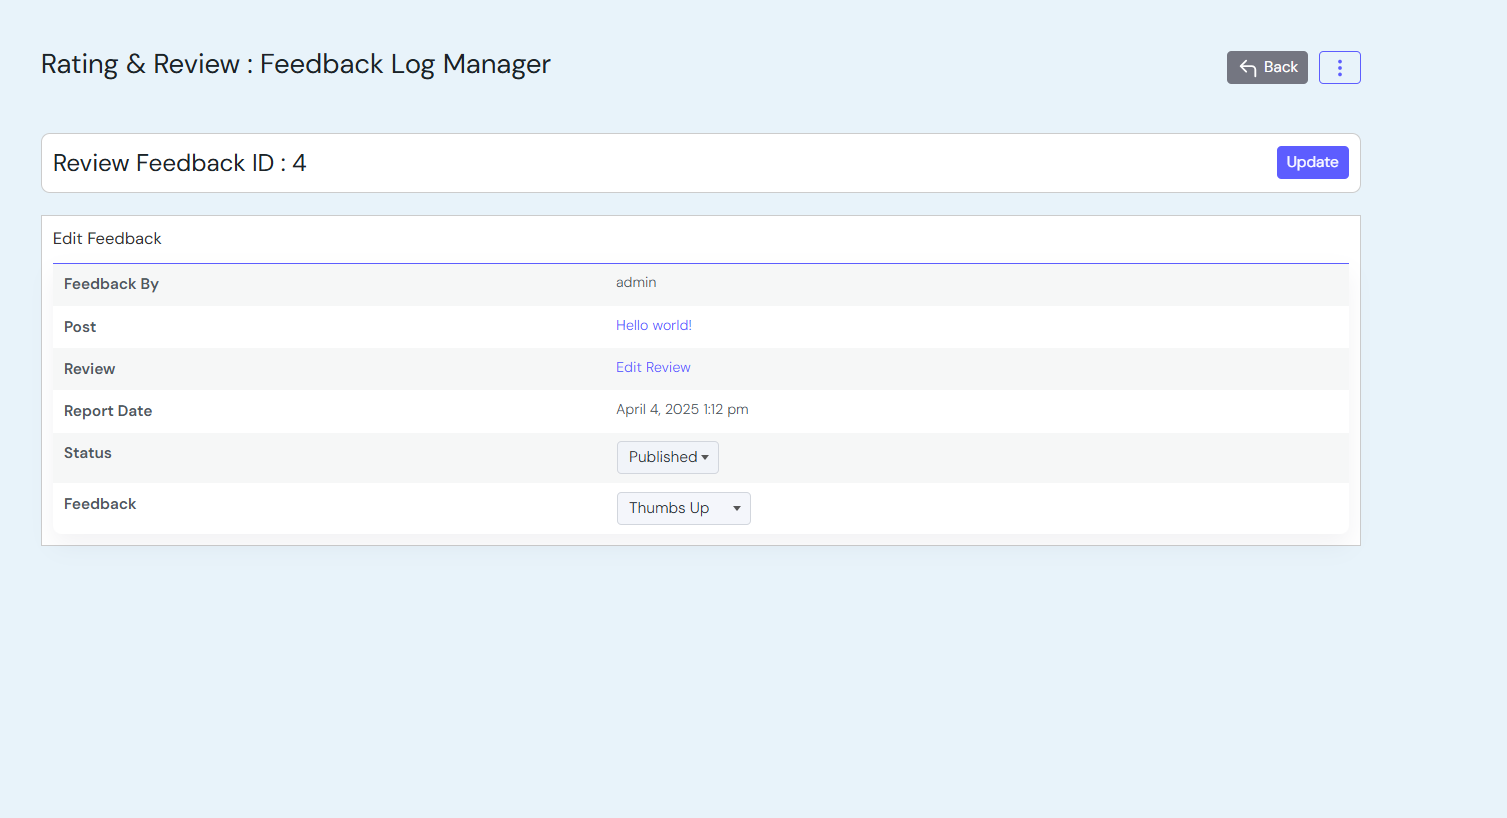 Rating & Review : Feedback Log Manager
Back
Review Feedback ID : 4
Update
Edit Feedback
Feedback By admin
Post Hello world!
Review Edit Review
Report Date April 4, 2025 1:12 pm
Status Published
Feedback Thumbs Up